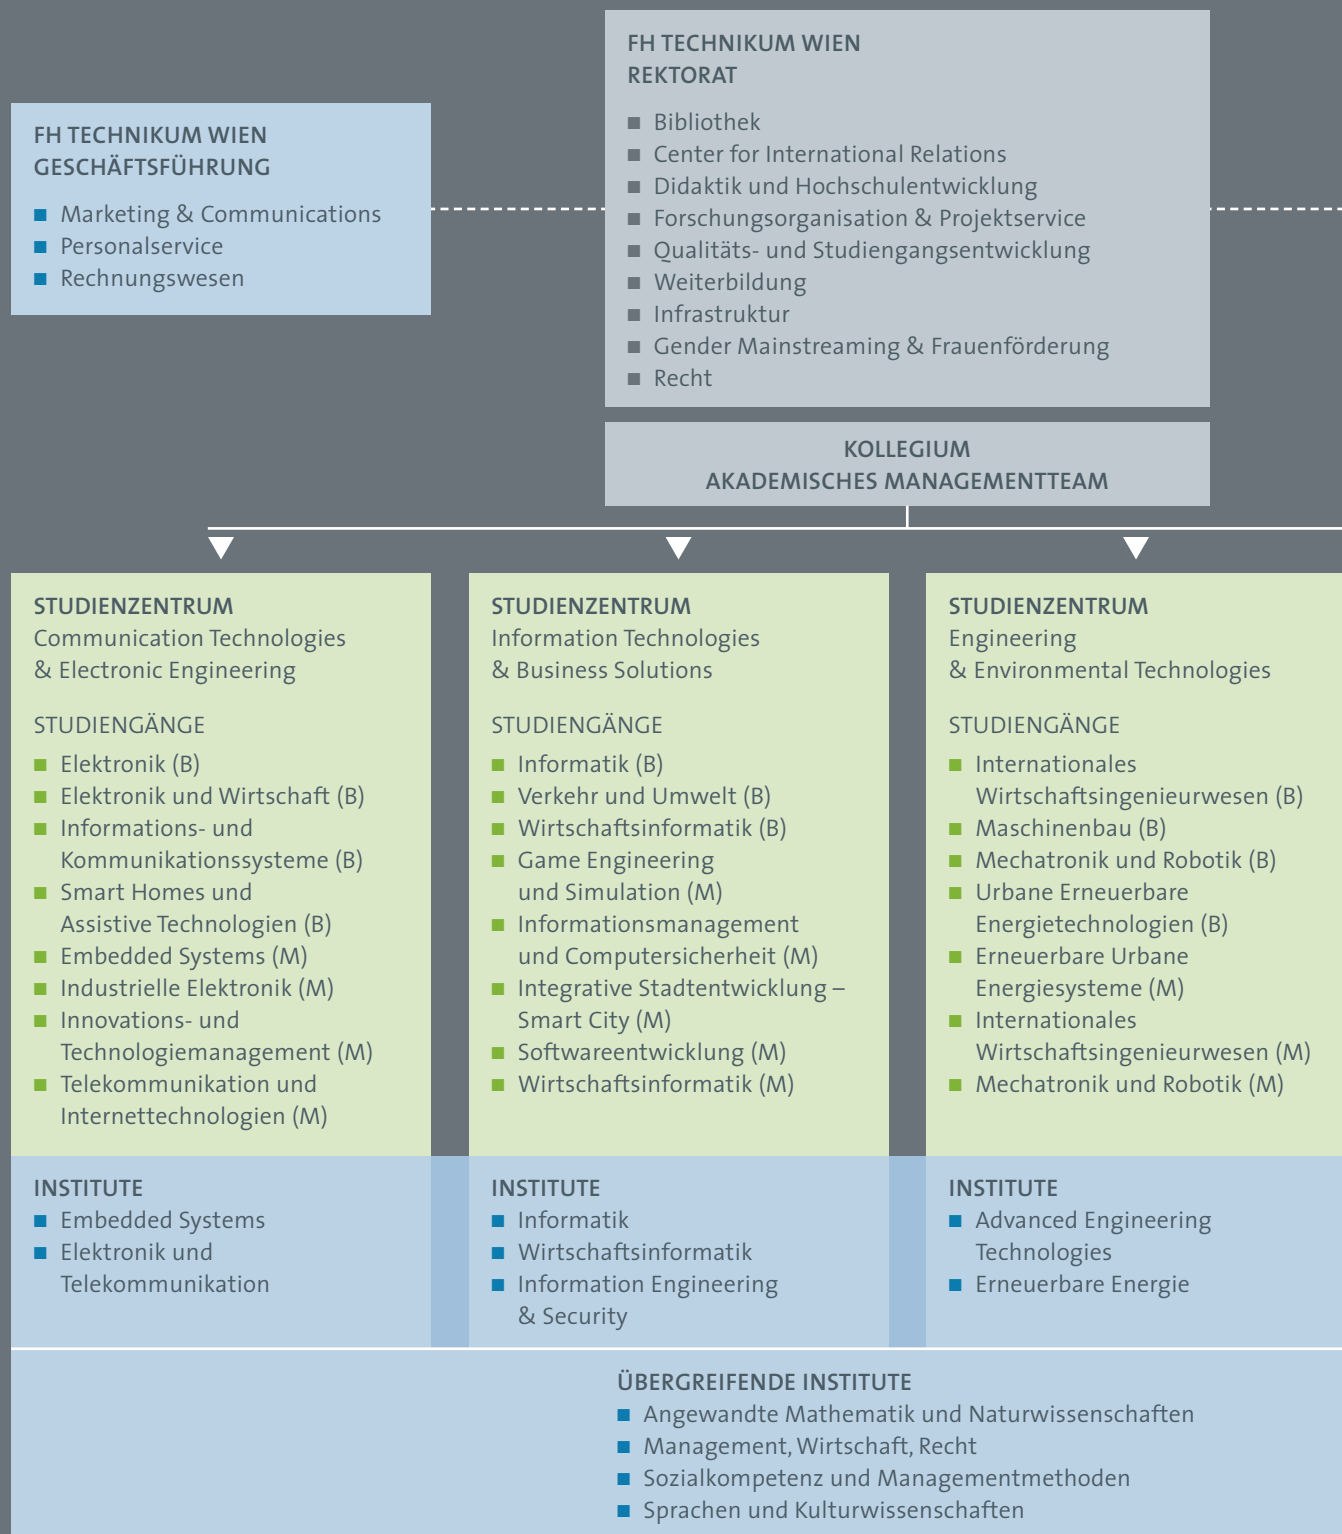 FH TECHNIKUM WIEN
REKTORAT
Bibliothek
Center for International Relations
Didaktik und Hochschulentwicklung
Forschungsorganisation & Projektservice
Qualitäts- und Studiengangsentwicklung
Weiterbildung
Infrastruktur
Gender Mainstreaming & Frauenförderung
Recht
FH TECHNIKUM WIEN
GESCHÄFTSFÜHRUNG
Marketing & Communications
Personalservice
Rechnungswesen
KOLLEGIUM
AKADEMISCHES MANAGEMENTTEAM
STUDIENZENTRUM
Communication Technologies
& Electronic Engineering
STUDIENGÄNGE
Elektronik (B)
Elektronik und Wirtschaft (B)
Informations- und
Kommunikationssysteme (B)
Smart Homes und
Assistive Technologien (B)
Embedded Systems (M)
Industrielle Elektronik (M)
Innovations- und
Technologiemanagement (M)
Telekommunikation und
Internettechnologien (M)
INSTITUTE
Embedded Systems
Elektronik und
Telekommunikation
STUDIENZENTRUM
Information Technologies
& Business Solutions
STUDIENGÄNGE
Informatik (B)
Verkehr und Umwelt (B)
Wirtschaftsinformatik (B)
Game Engineering
und Simulation (M)
Informationsmanagement
und Computersicherheit (M)
Integrative Stadtentwicklung –
Smart City (M)
Softwareentwicklung (M)
Wirtschaftsinformatik (M)
INSTITUTE
Informatik
Wirtschaftsinformatik
Information Engineering
& Security
STUDIENZENTRUM
Engineering
& Environmental Technologies
STUDIENGÄNGE
Internationales
Wirtschaftsingenieurwesen (B)
Maschinenbau (B)
Mechatronik und Robotik (B)
Urbane Erneuerbare
Energietechnologien (B)
Erneuerbare Urbane
Energiesysteme (M)
Internationales
Wirtschaftsingenieurwesen (M)
Mechatronik und Robotik (M)
INSTITUTE
Advanced Engineering
Technologies
Erneuerbare Energie
ÜBERGREIFENDE INSTITUTE
Angewandte Mathematik und Naturwissenschaften
Management, Wirtschaft, Recht
Sozialkompetenz und Managementmethoden
Sprachen und Kulturwissenschaften